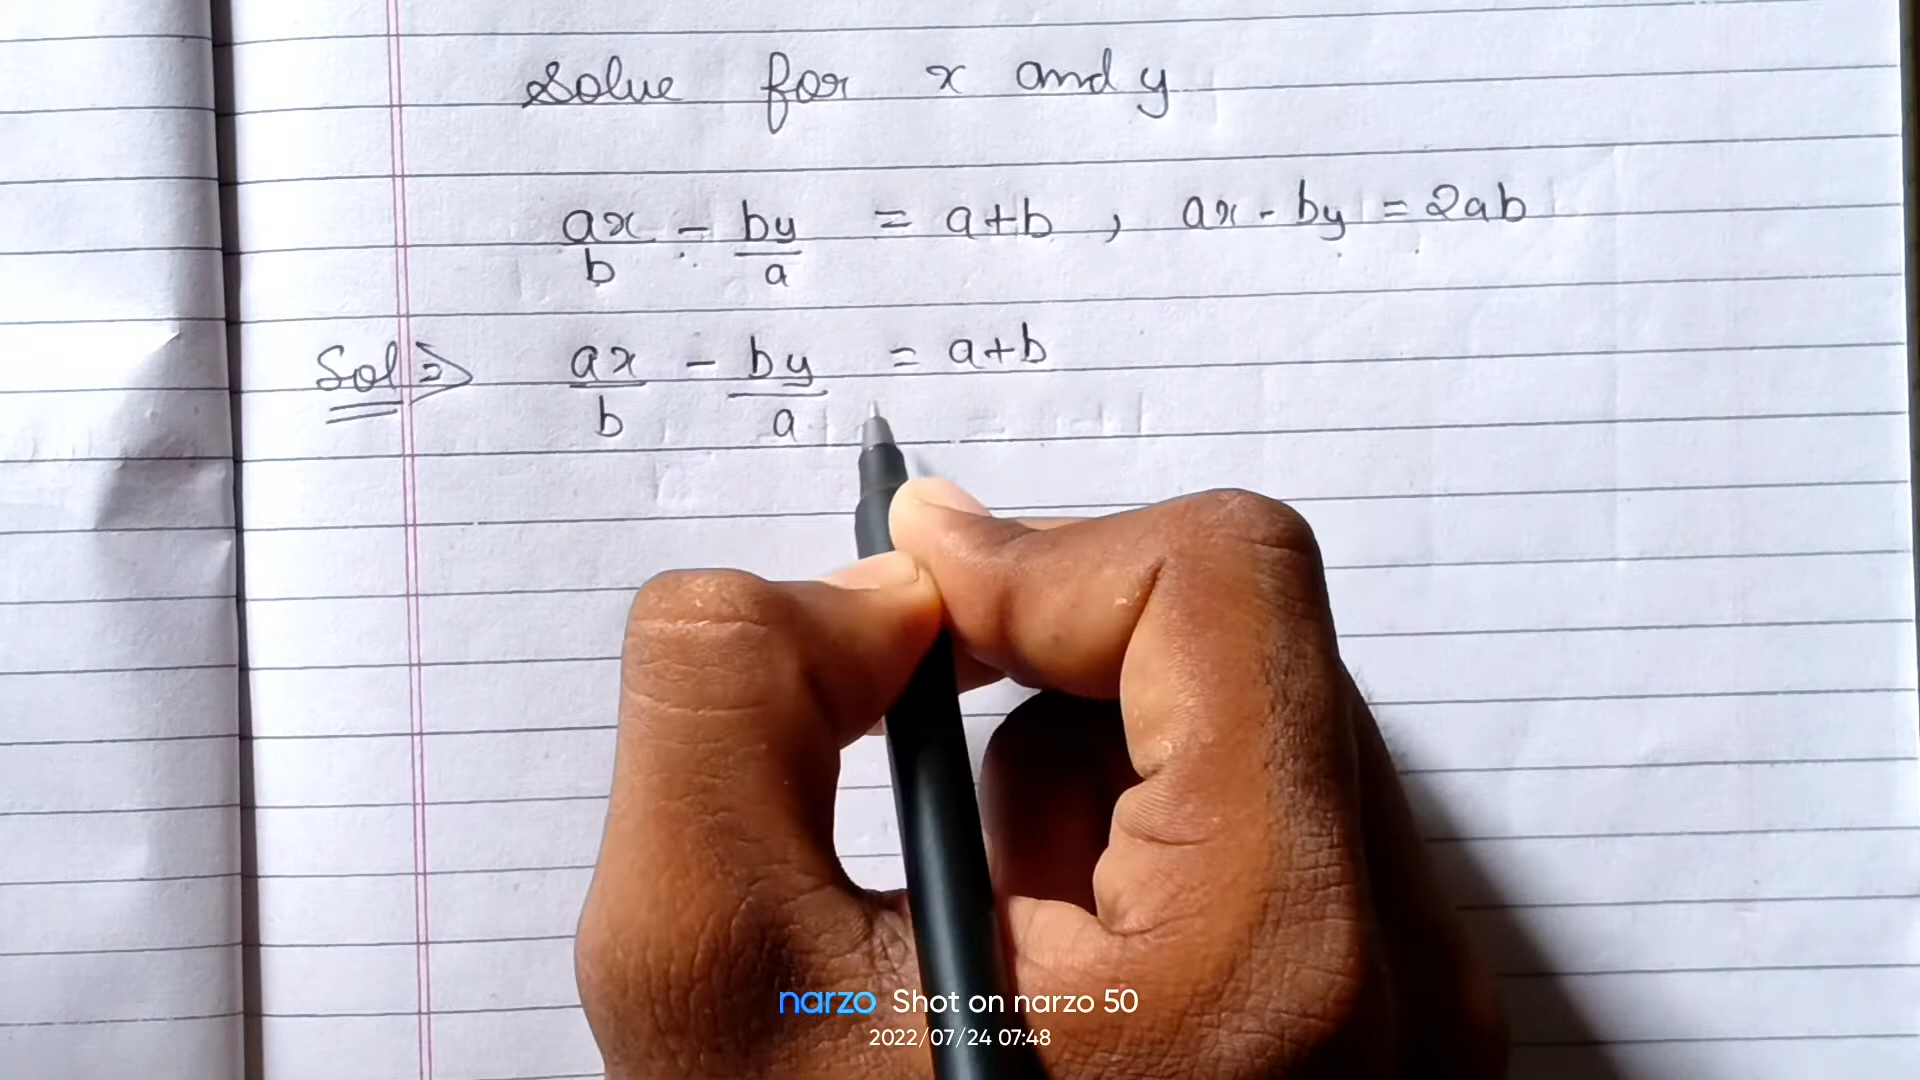 Solve for x and y
ax/b - by/a = a+b , ax - by = 2ab
Sol ⇒ ax/b - by/a = a+b
narzo Shot on narzo 50
2022/07/24 07:48